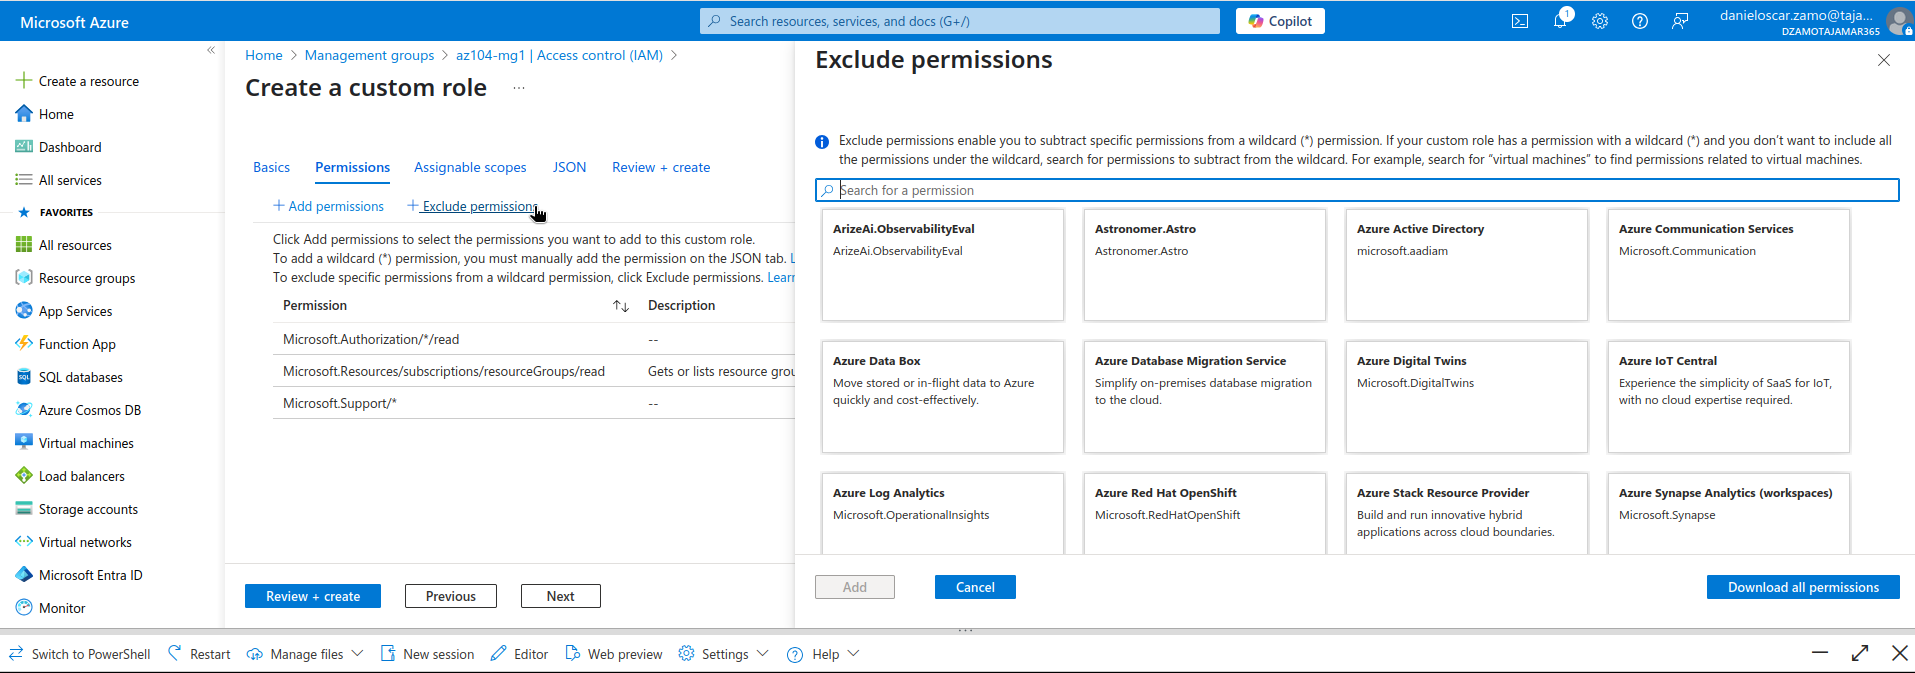 Microsoft Azure
Search resources, services, and docs (G+/)
Copilot
1
danieloscar.zamo@taja...
DZAMOTAJAMAR365
«
Create a resource
Home
Dashboard
All services
FAVORITES
All resources
Resource groups
App Services
Function App
SQL databases
Azure Cosmos DB
Virtual machines
Load balancers
Storage accounts
Virtual networks
Microsoft Entra ID
Monitor
Home > Management groups > az104-mg1 | Access control (IAM) >
Create a custom role ...
Basics Permissions Assignable scopes JSON Review + create
+ Add permissions + Exclude permissions
Click Add permissions to select the permissions you want to add to this custom role.
To add a wildcard (*) permission, you must manually add the permission on the JSON tab. L
To exclude specific permissions from a wildcard permission, click Exclude permissions. Learn
Permission ↑↓ Description
Microsoft.Authorization/*/read --
Microsoft.Resources/subscriptions/resourceGroups/read Gets or lists resource grou
Microsoft.Support/* --
Review + create Previous Next
Exclude permissions
Exclude permissions enable you to subtract specific permissions from a wildcard (*) permission. If your custom role has a permission with a wildcard (*) and you don't want to include all
the permissions under the wildcard, search for permissions to subtract from the wildcard. For example, search for “virtual machines” to find permissions related to virtual machines.
Search for a permission
ArizeAi.ObservabilityEval
ArizeAi.ObservabilityEval
Astronomer.Astro
Astronomer.Astro
Azure Active Directory
microsoft.aadiam
Azure Communication Services
Microsoft.Communication
Azure Data Box
Move stored or in-flight data to Azure
quickly and cost-effectively.
Azure Database Migration Service
Simplify on-premises database migration
to the cloud.
Azure Digital Twins
Microsoft.DigitalTwins
Azure IoT Central
Experience the simplicity of SaaS for IoT,
with no cloud expertise required.
Azure Log Analytics
Microsoft.OperationalInsights
Azure Red Hat OpenShift
Microsoft.RedHatOpenShift
Azure Stack Resource Provider
Build and run innovative hybrid
applications across cloud boundaries.
Azure Synapse Analytics (workspaces)
Microsoft.Synapse
Add Cancel Download all permissions
...
Switch to PowerShell Restart Manage files New session Editor Web preview Settings Help